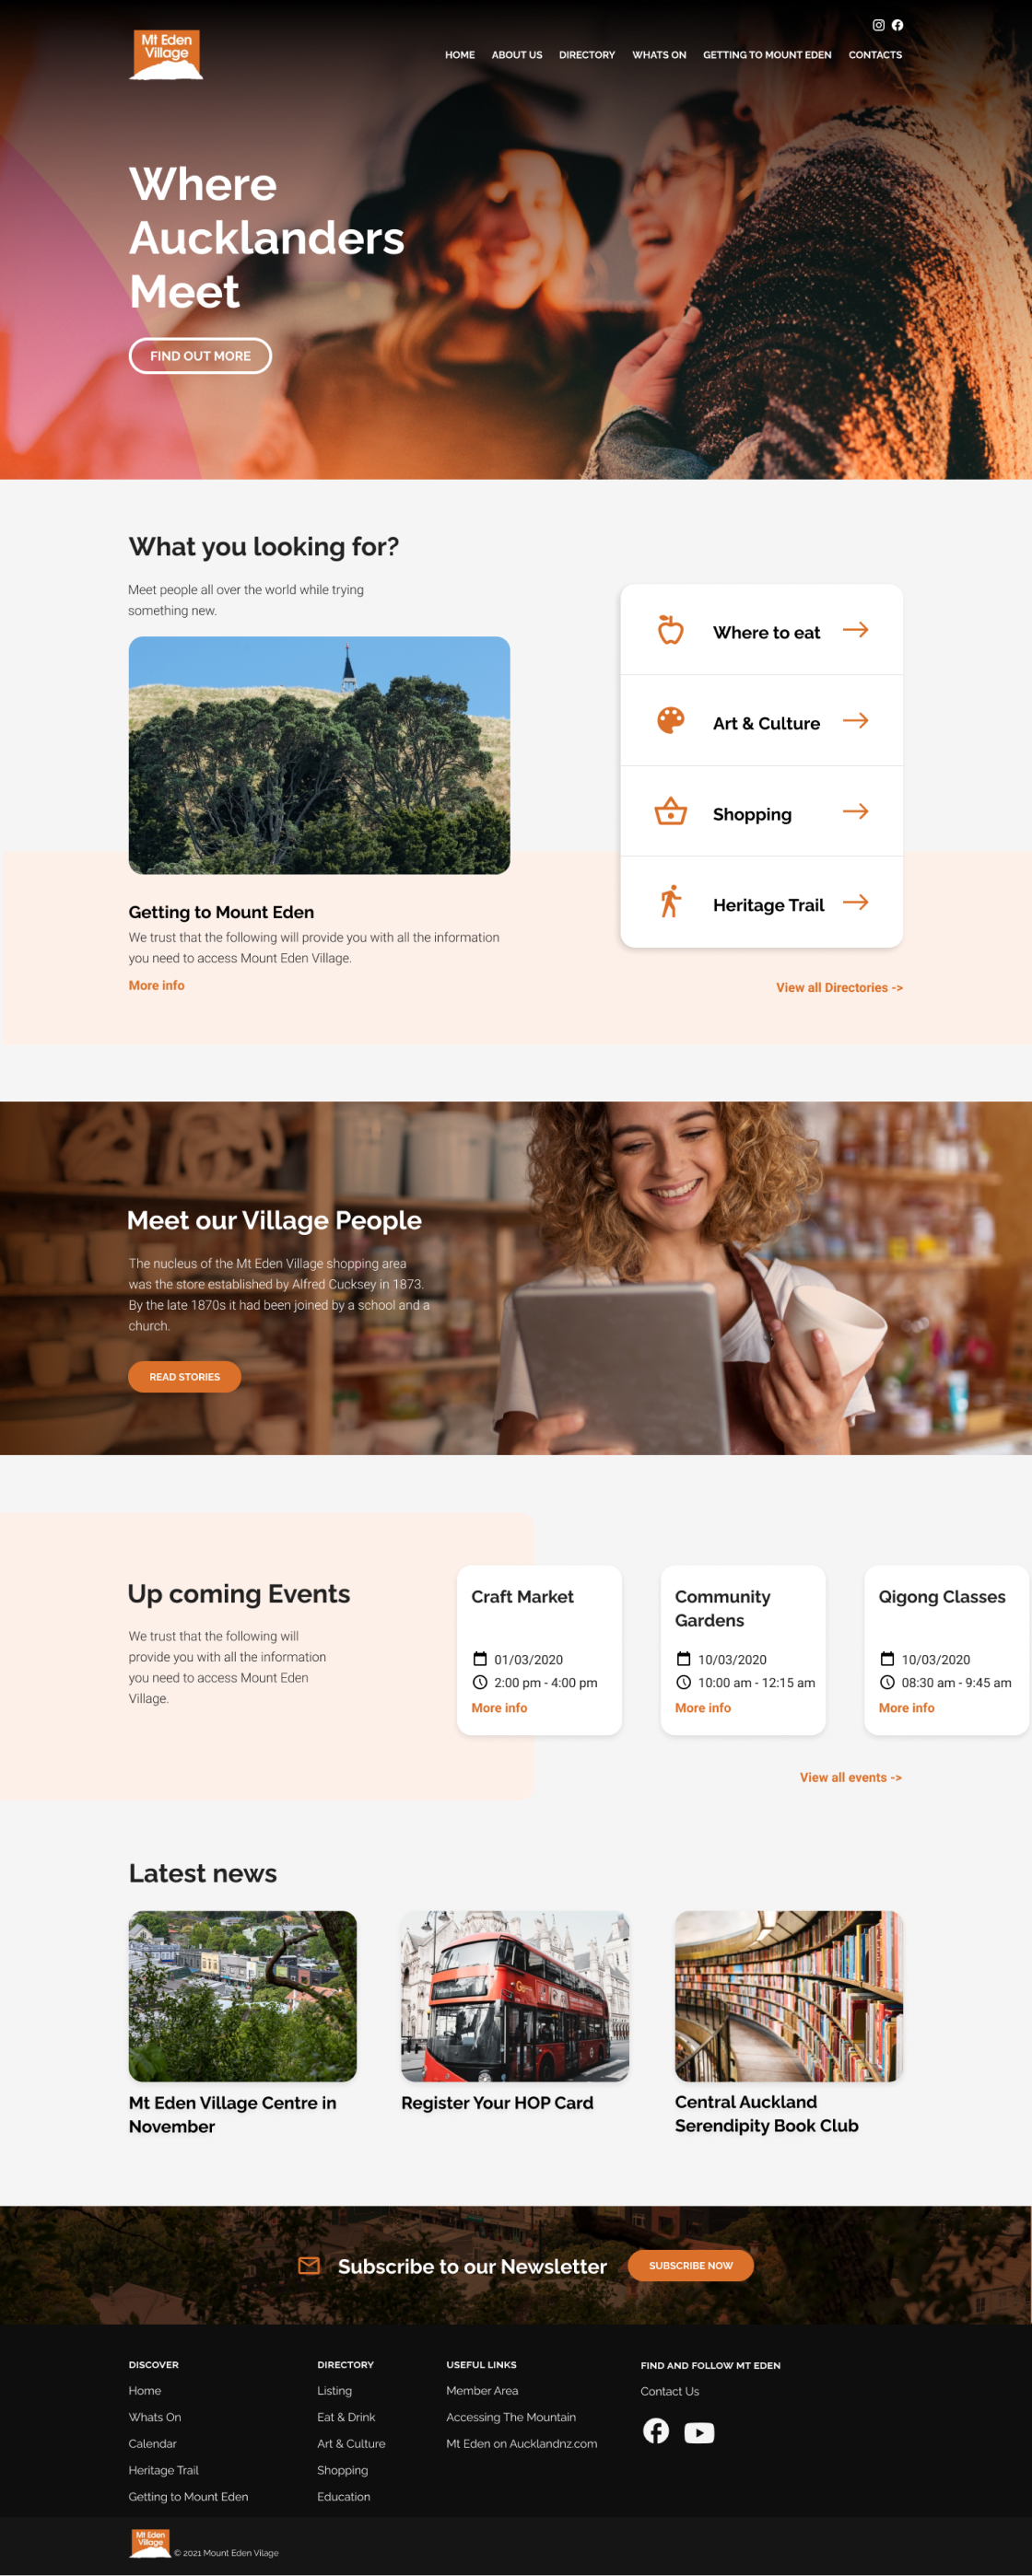 Mt Eden
Village
HOME ABOUT US DIRECTORY WHATS ON GETTING TO MOUNT EDEN CONTACTS
Where
Aucklanders
Meet
FIND OUT MORE
What you looking for?
Meet people all over the world while trying
something new.
Where to eat
Art & Culture
Shopping
Heritage Trail
Getting to Mount Eden
We trust that the following will provide you with all the information
you need to access Mount Eden Village.
More info
View all Directories ->
Meet our Village People
The nucleus of the Mt Eden Village shopping area
was the store established by Alfred Cucksey in 1873.
By the late 1870s it had been joined by a school and a
church.
READ STORIES
Up coming Events
We trust that the following will
provide you with all the information
you need to access Mount Eden
Village.
Craft Market
01/03/2020
2:00 pm - 4:00 pm
More info
Community
Gardens
10/03/2020
10:00 am - 12:15 am
More info
Qigong Classes
10/03/2020
08:30 am - 9:45 am
More info
View all events ->
Latest news
Mt Eden Village Centre in
November
Register Your HOP Card
Central Auckland
Serendipity Book Club
Subscribe to our Newsletter
SUBSCRIBE NOW
DISCOVER
Home
Whats On
Calendar
Heritage Trail
Getting to Mount Eden
DIRECTORY
Listing
Eat & Drink
Art & Culture
Shopping
Education
USEFUL LINKS
Member Area
Accessing The Mountain
Mt Eden on Aucklandnz.com
FIND AND FOLLOW MT EDEN
Contact Us
Mt Eden
Village
© 2021 Mount Eden Vilage